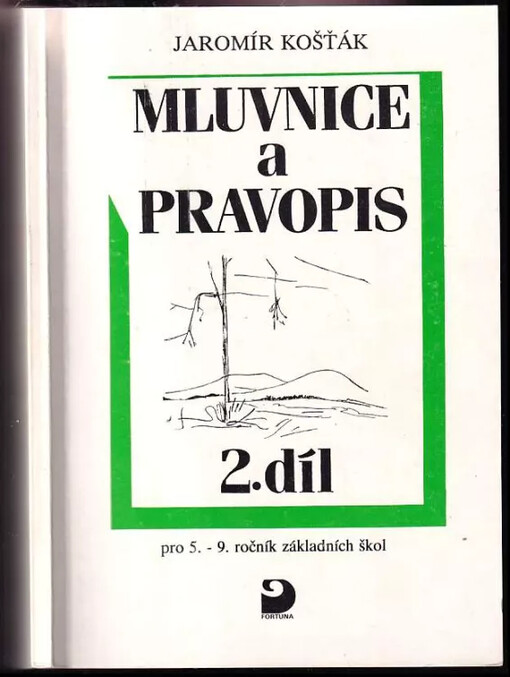 JAROMÍR KOŠŤÁK
MLUVNICE
a
PRAVOPIS
2.díl
pro 5. - 9. ročník základních škol
FORTUNA